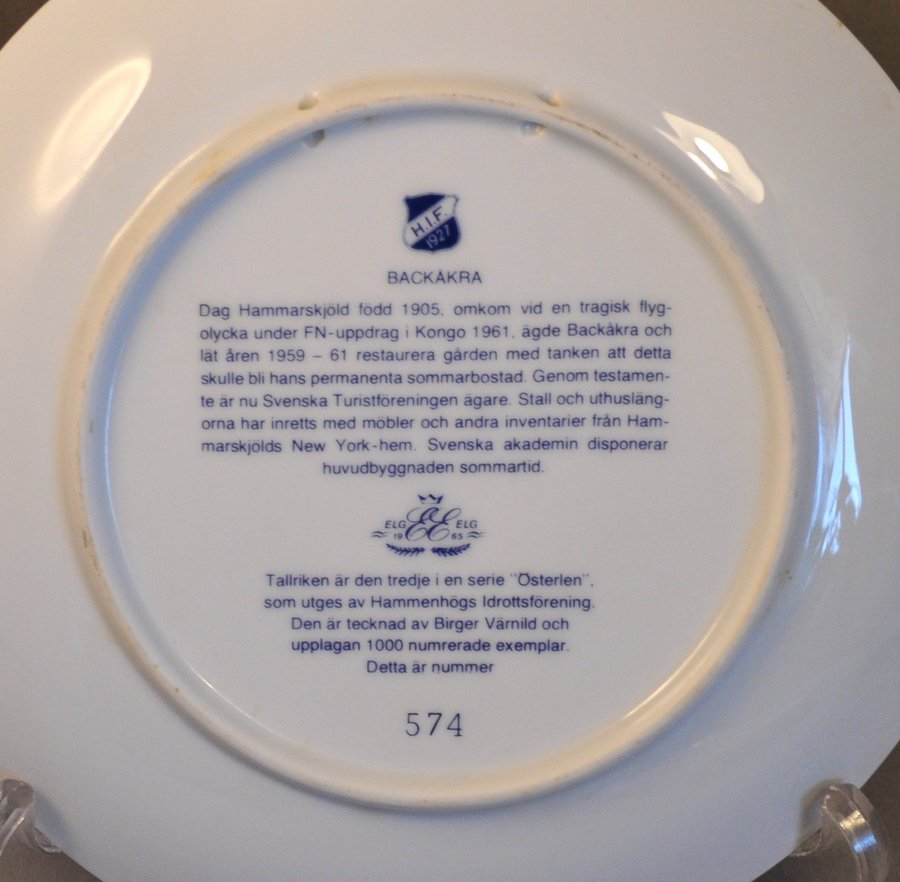 H.I.F.
1927
BACKÅKRA
Dag Hammarskjöld född 1905, omkom vid en tragisk flyg-
olycka under FN-uppdrag i Kongo 1961, ägde Backåkra och
lät åren 1959 – 61 restaurera gården med tanken att detta
skulle bli hans permanenta sommarbostad. Genom testamen-
te är nu Svenska Turistföreningen ägare. Stall och uthusläng-
orna har inretts med möbler och andra inventarier från Ham-
marskjölds New York-hem. Svenska akademin disponerar
huvudbyggnaden sommartid.
ELG EE ELG
19 65
Tallriken är den tredje i en serie "Österlen",
som utges av Hammenhögs Idrottsförening.
Den är tecknad av Birger Värnild och
upplagan 1000 numrerade exemplar.
Detta är nummer
574